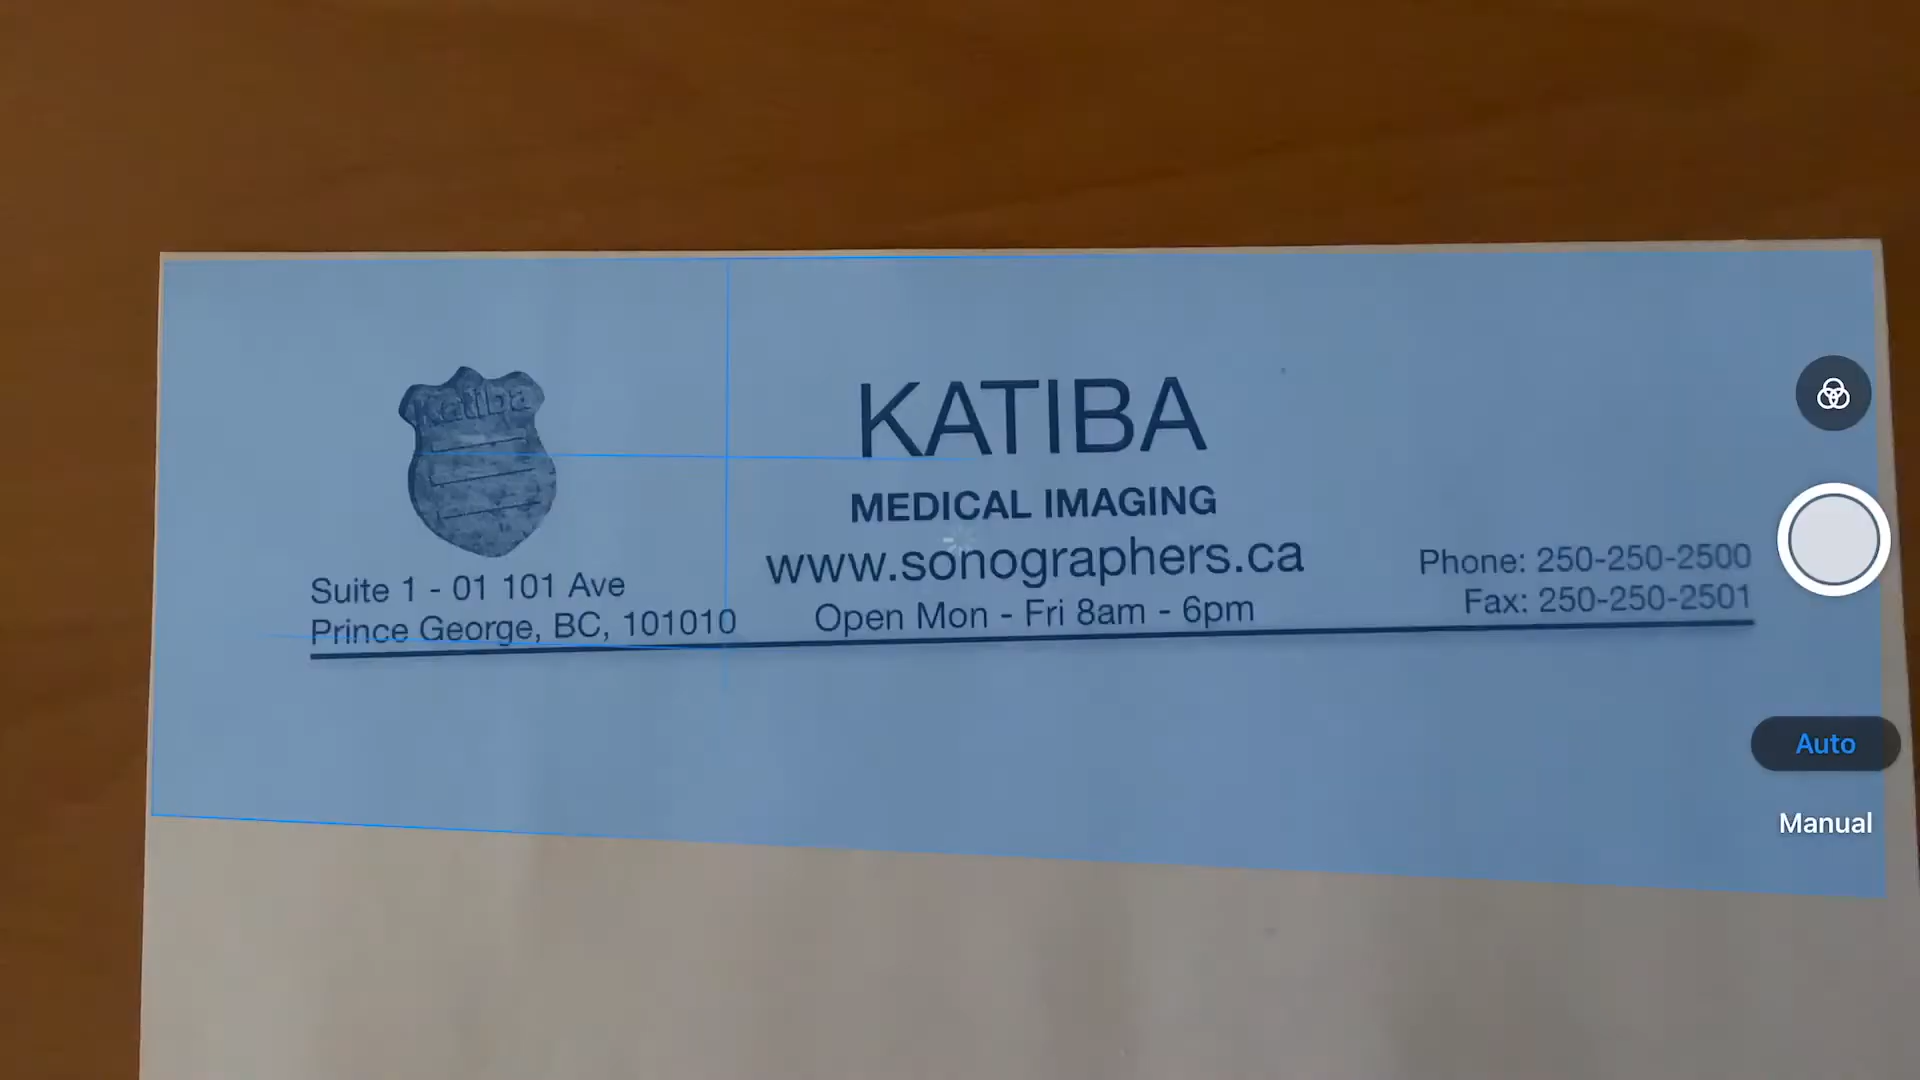 Katiba
KATIBA
MEDICAL IMAGING
www.sonographers.ca
Suite 1 - 01 101 Ave
Prince George, BC, 101010
Open Mon - Fri 8am - 6pm
Phone: 250-250-2500
Fax: 250-250-2501
Auto
Manual